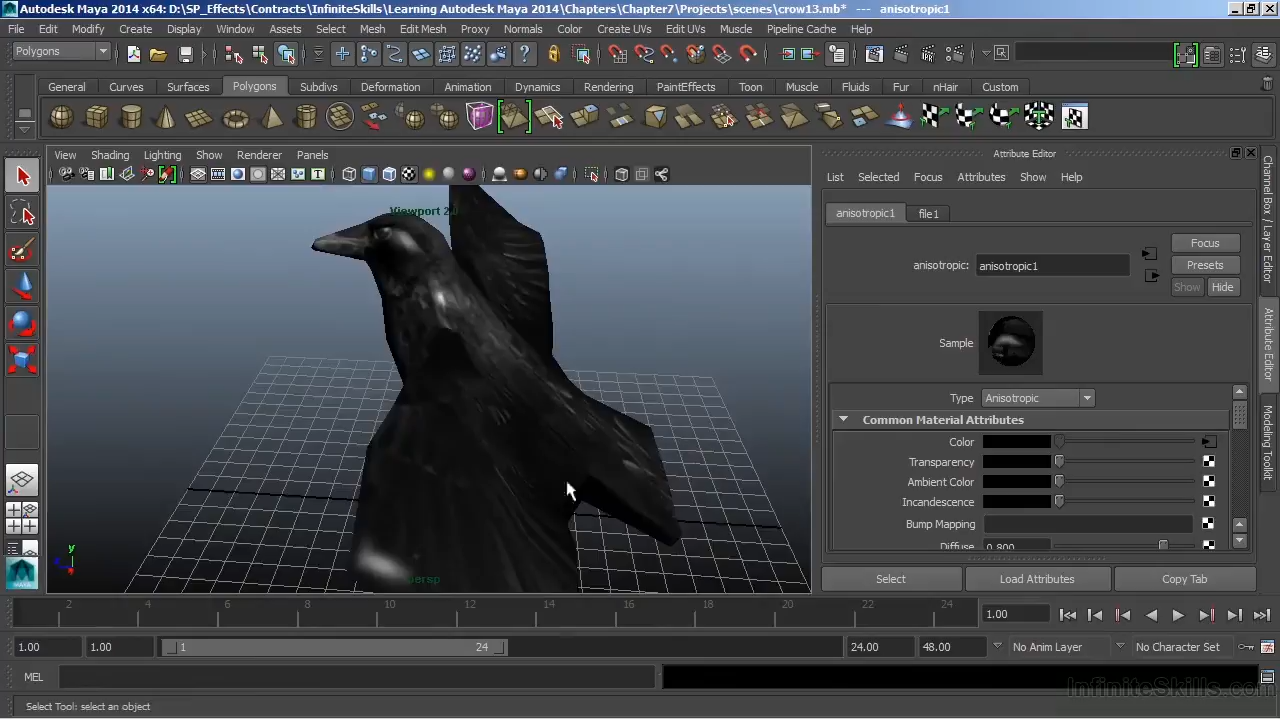 Autodesk Maya 2014 x64: D:\SP_Effects\Contracts\InfiniteSkills\Learning Autodesk Maya 2014\Chapters\Chapter7\Projects\scenes\crow13.mb* --- anisotropic1
File Edit Modify Create Display Window Assets Select Mesh Edit Mesh Proxy Normals Color Create UVs Edit UVs Muscle Pipeline Cache Help
Polygons
General Curves Surfaces Polygons Subdivs Deformation Animation Dynamics Rendering PaintEffects Toon Muscle Fluids Fur nHair Custom
View Shading Lighting Show Renderer Panels
Viewport 2.0
persp
y
Attribute Editor
List Selected Focus Attributes Show Help
anisotropic1 file1
Focus
anisotropic: anisotropic1
Presets
Show Hide
Sample
Type Anisotropic
Common Material Attributes
Color
Transparency
Ambient Color
Incandescence
Bump Mapping
Diffuse 0.800
Select Load Attributes Copy Tab
Channel Box / Layer Editor
Attribute Editor
Modeling Toolkit
2 4 6 8 10 12 14 16 18 20 22 24
1.00
1.00 1.00 1 24 24.00 48.00 No Anim Layer No Character Set
MEL
InfiniteSkills.com
Select Tool: select an object